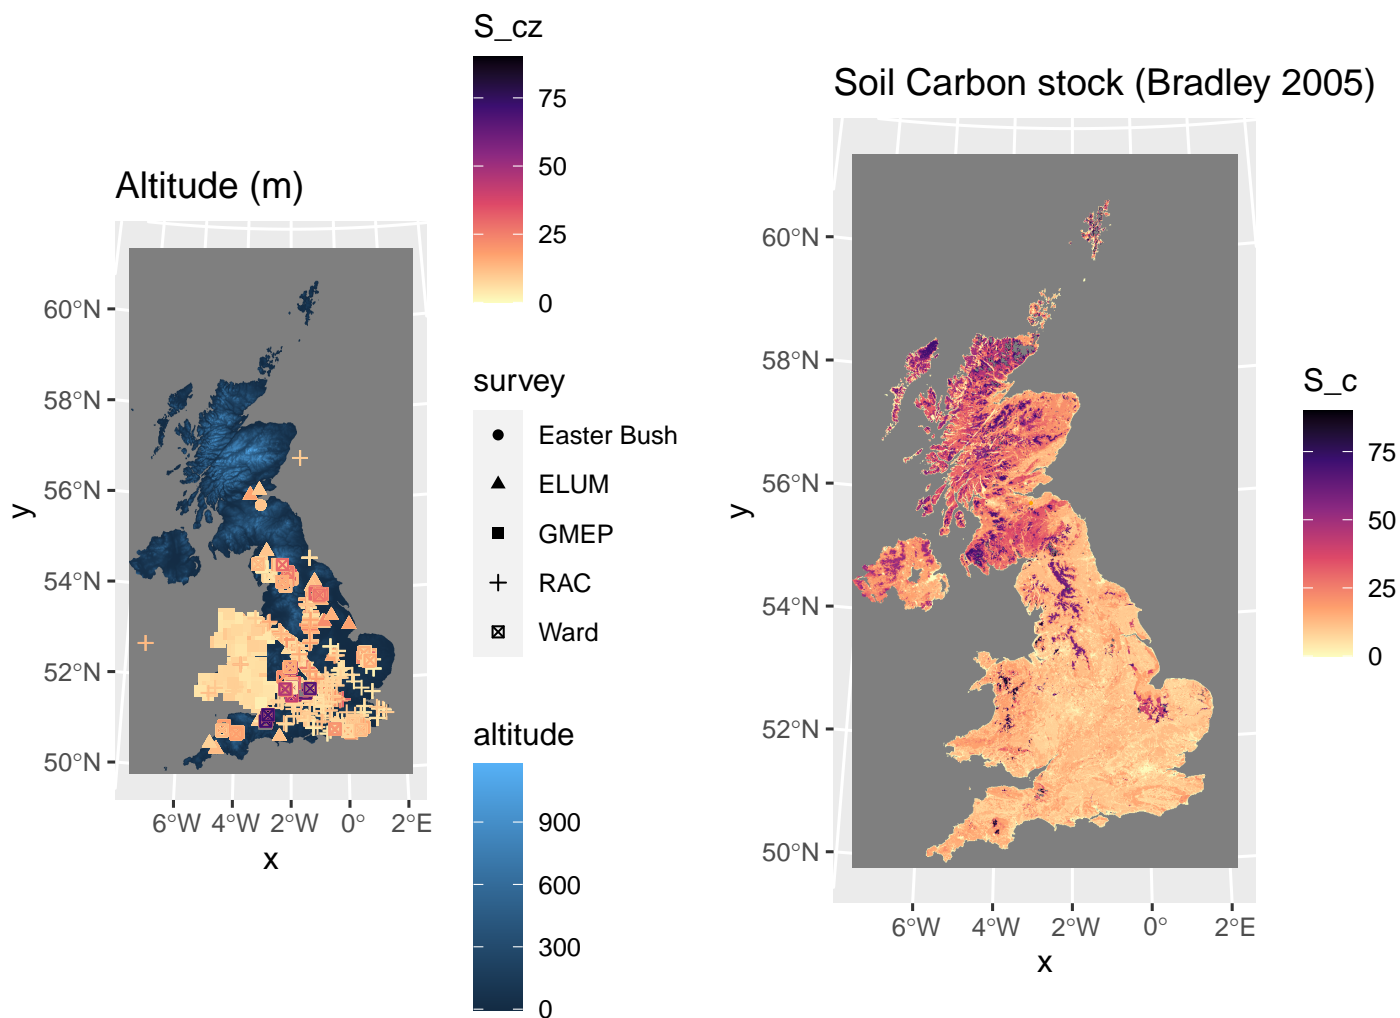 S_cz
75
50
25
0
Altitude (m)
60°N
58°N
56°N
54°N
52°N
50°N
y
6°W 4°W 2°W 0° 2°E
x
survey
Easter Bush
ELUM
GMEP
RAC
Ward
altitude
900
600
300
0
Soil Carbon stock (Bradley 2005)
60°N
58°N
56°N
54°N
52°N
50°N
y
6°W 4°W 2°W 0° 2°E
x
S_c
75
50
25
0